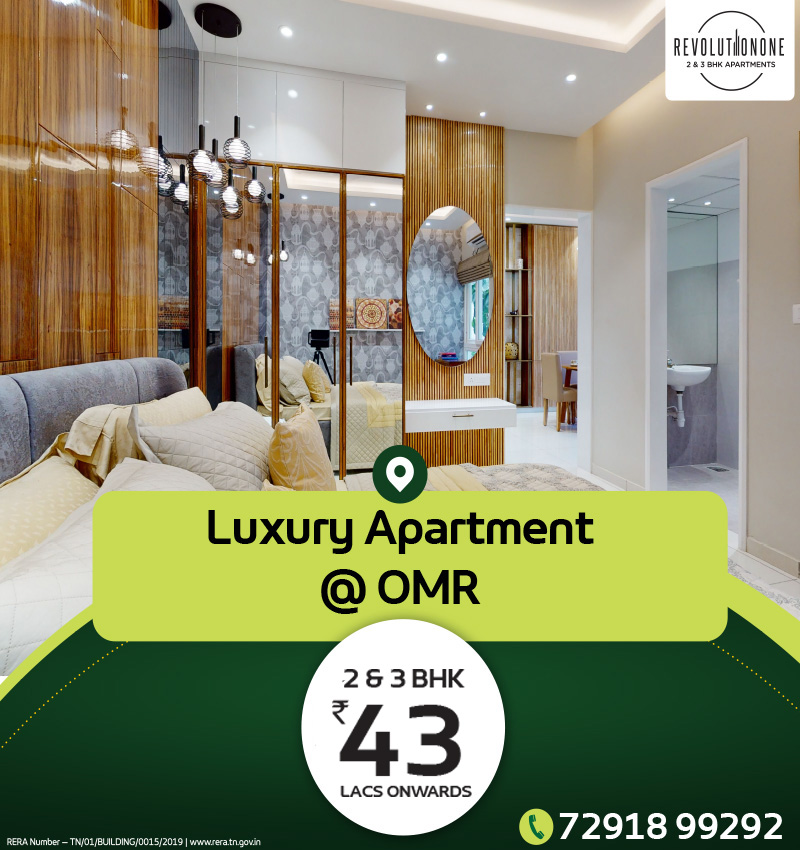 REVOLUTIONONE
2 & 3 BHK APARTMENTS
Luxury Apartment
@ OMR
2 & 3 BHK
₹43
LACS ONWARDS
72918 99292
RERA Number – TN/01/BUILDING/0015/2019 | www.rera.tn.gov.in